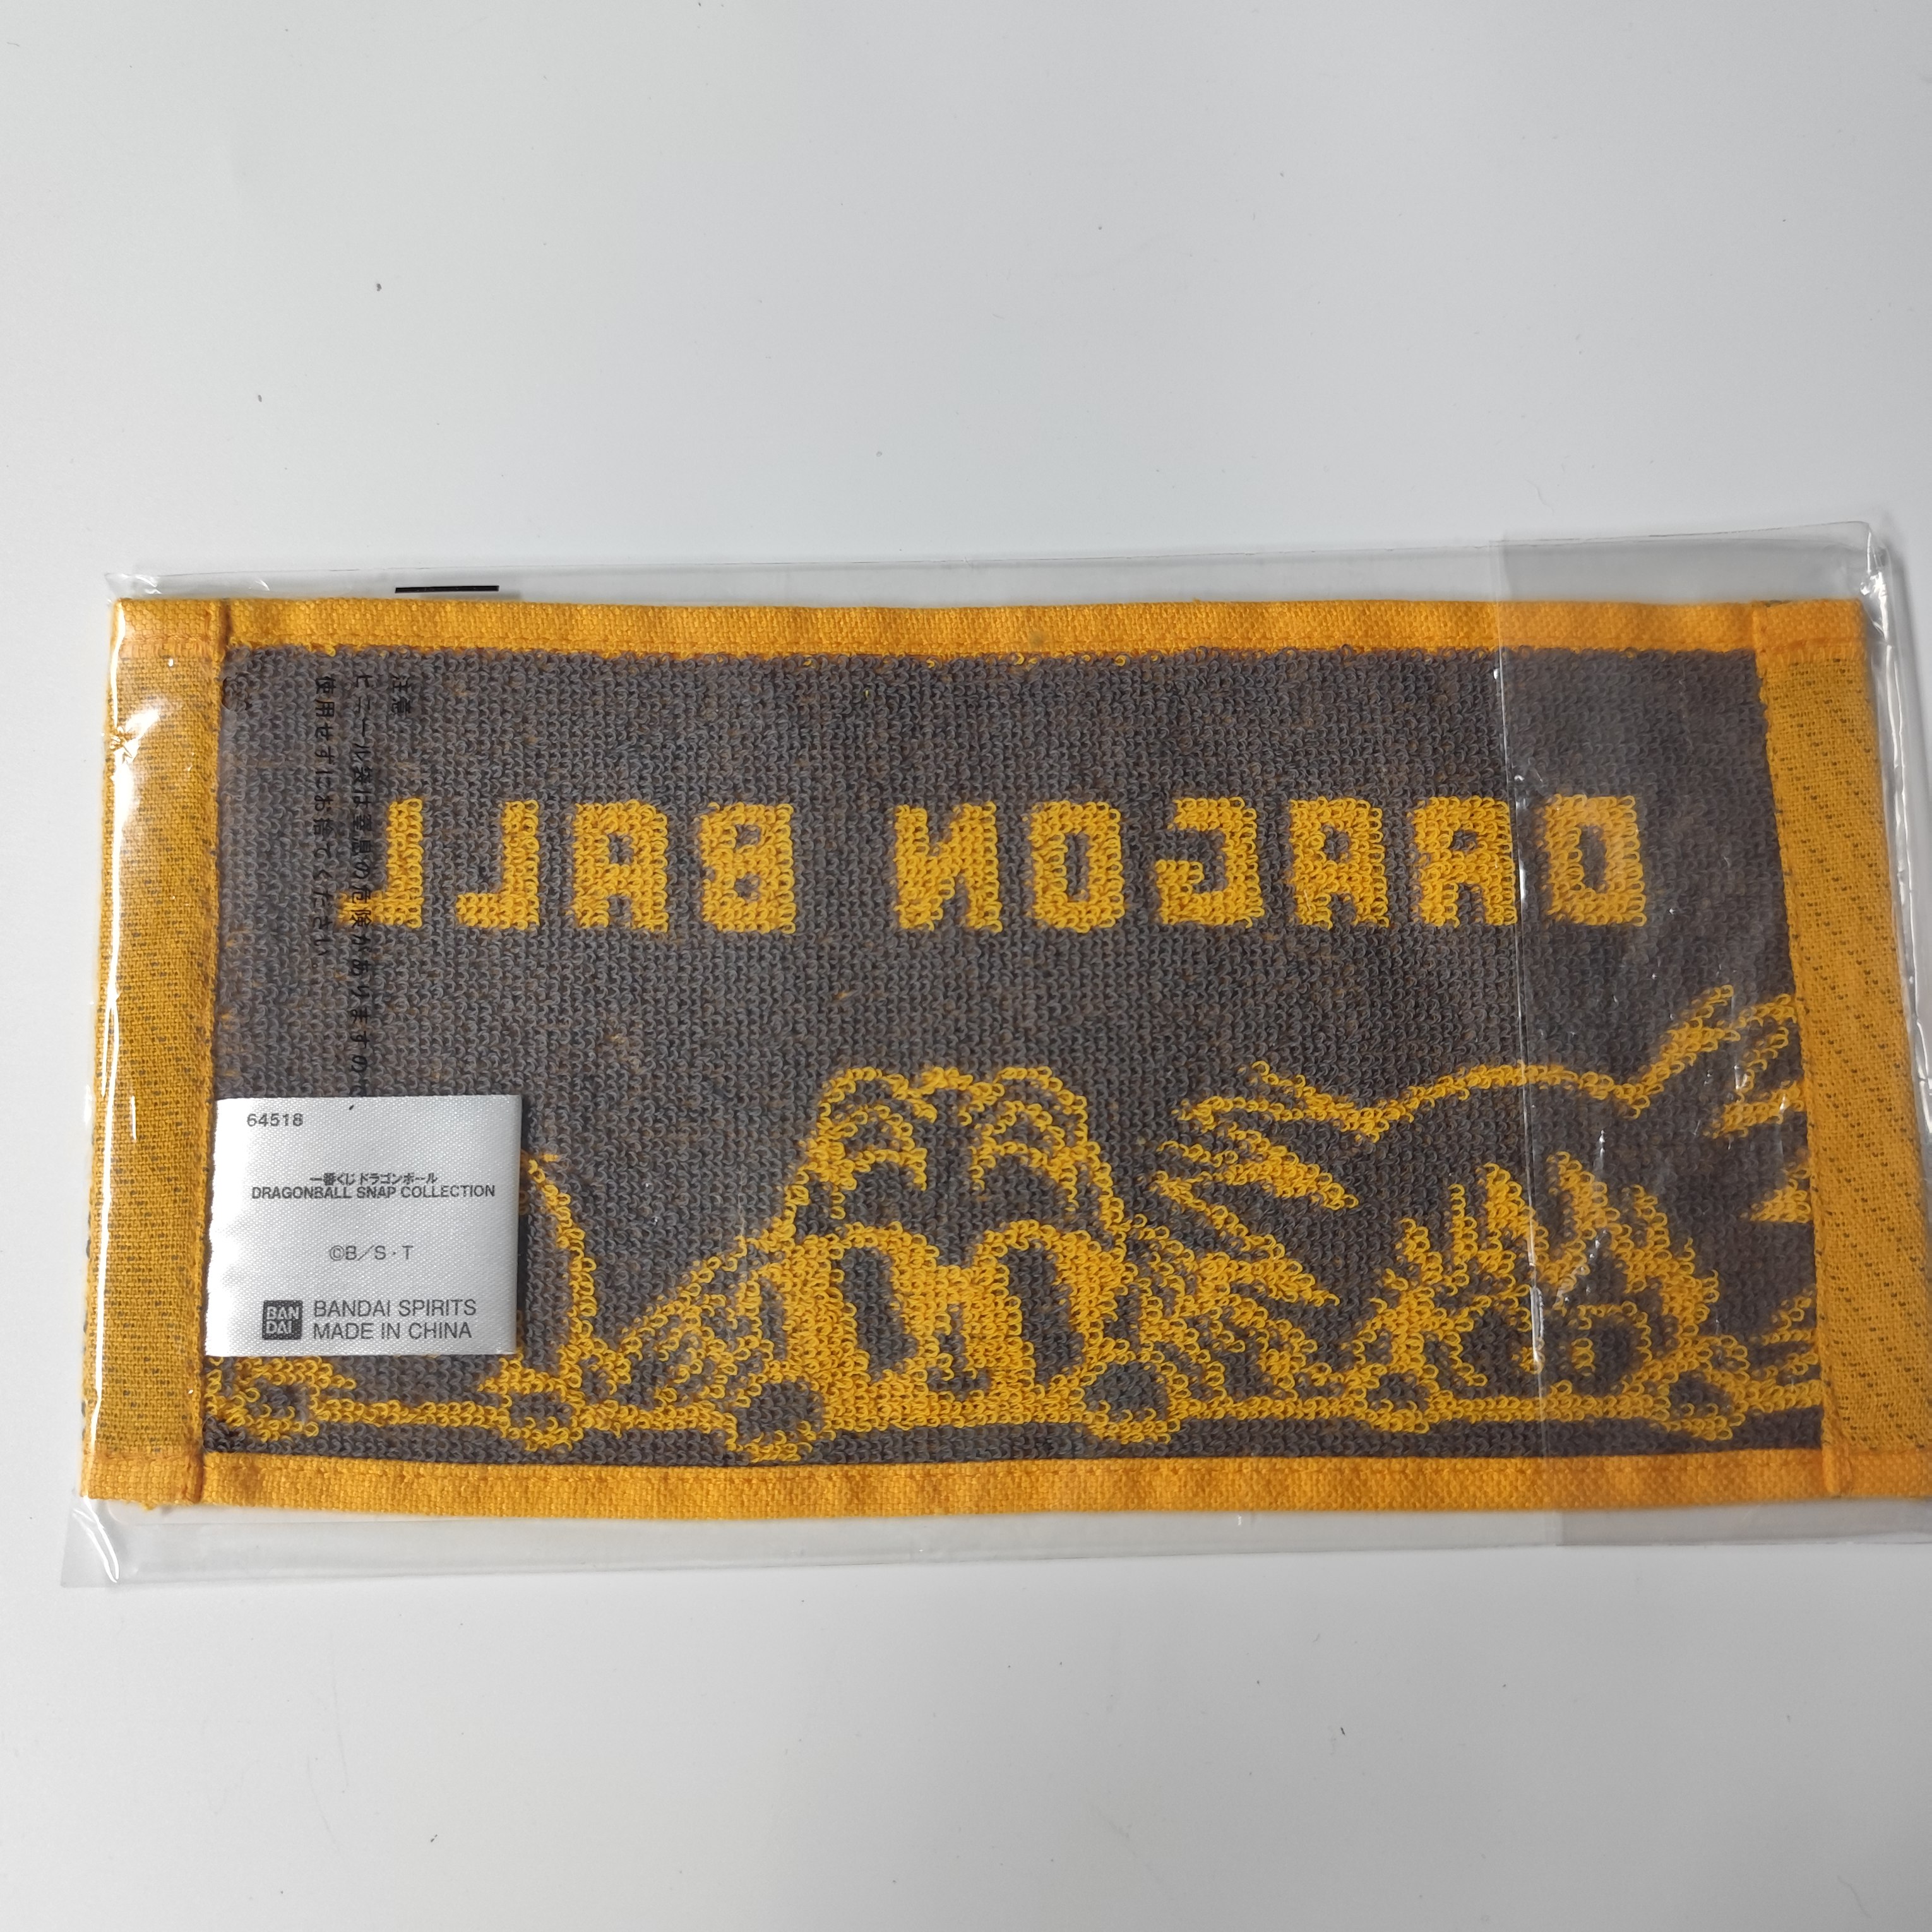 注意
ビニール袋は窒息の危険がありますので
使用せずにお捨てください。
DRAGON BALL
64518
一番くじ ドラゴンボール
DRAGONBALL SNAP COLLECTION
©B/S・T
BAN
DAI
BANDAI SPIRITS
MADE IN CHINA